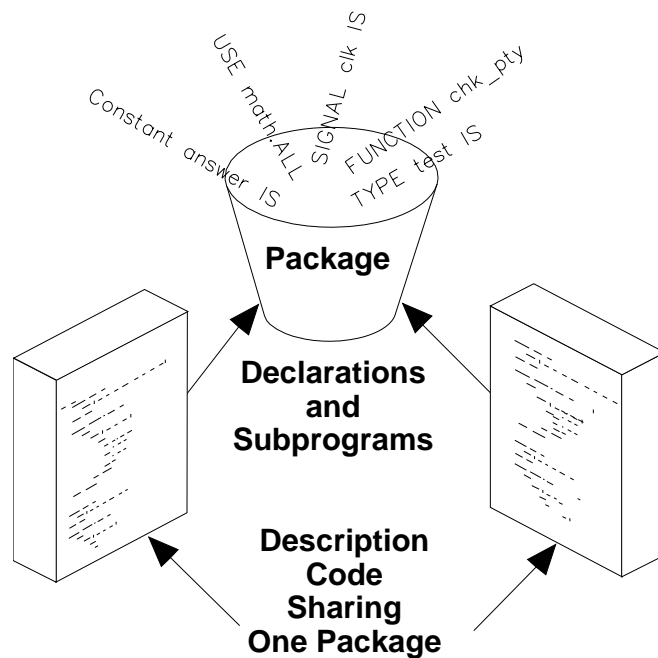 Constant answer IS
USE math.ALL
SIGNAL clk IS
FUNCTION chk_pty
TYPE test IS
Package
Declarations
and
Subprograms
Description
Code
Sharing
One Package